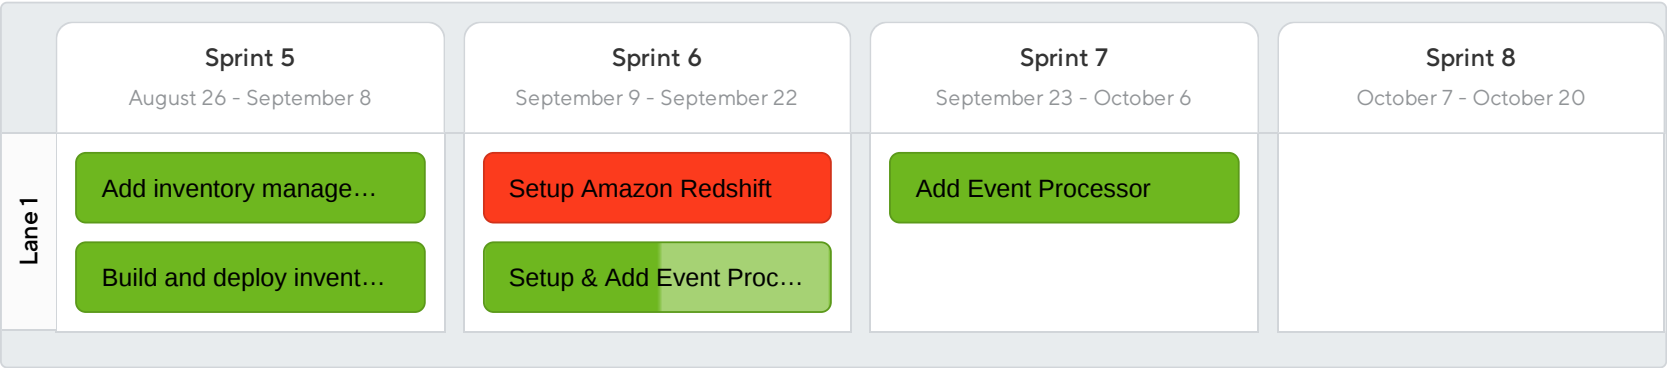 Sprint 5
August 26 - September 8
Sprint 6
September 9 - September 22
Sprint 7
September 23 - October 6
Sprint 8
October 7 - October 20
Lane 1
Add inventory manage…
Build and deploy invent…
Setup Amazon Redshift
Setup & Add Event Proc…
Add Event Processor